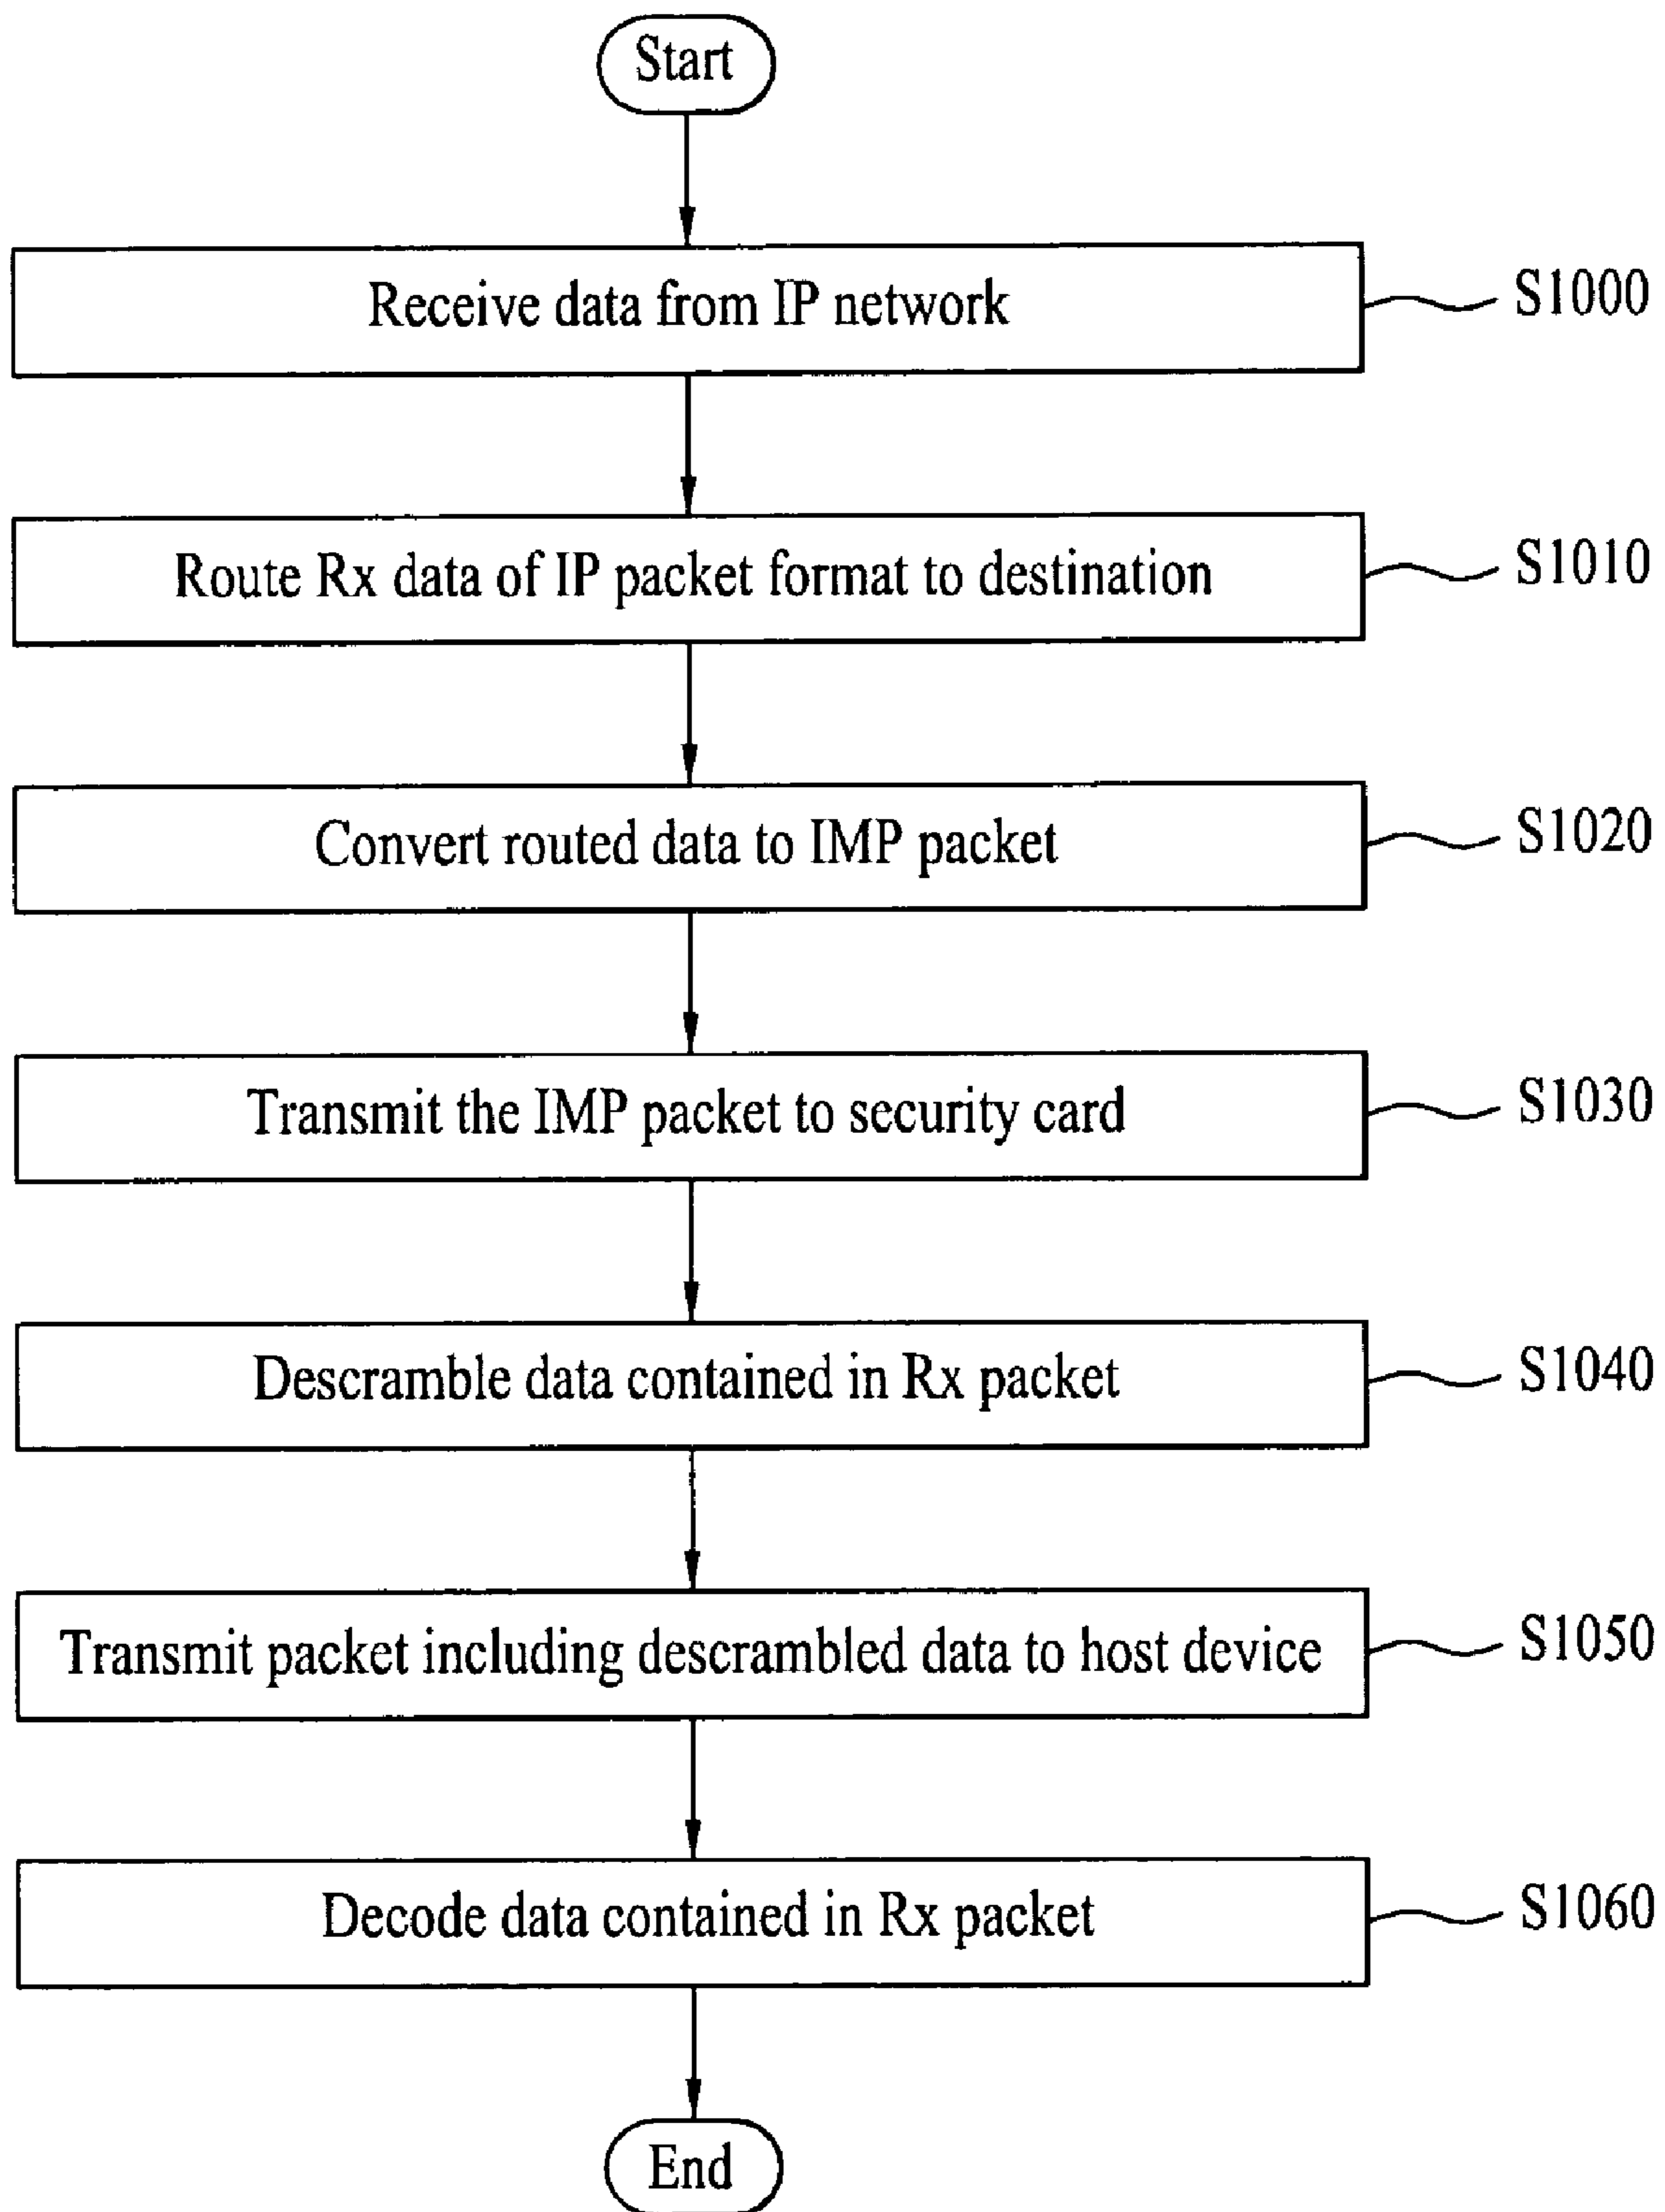 Start
Receive data from IP network
S1000
Route Rx data of IP packet format to destination
S1010
Convert routed data to IMP packet
S1020
Transmit the IMP packet to security card
S1030
Descramble data contained in Rx packet
S1040
Transmit packet including descrambled data to host device
S1050
Decode data contained in Rx packet
S1060
End